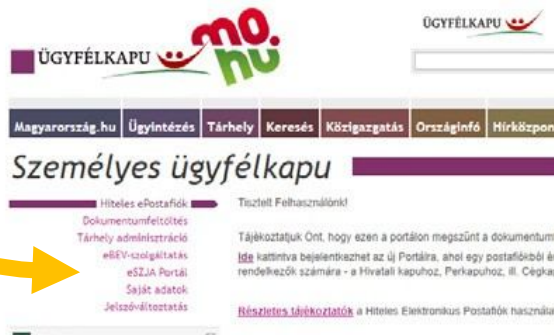 ÜGYFÉLKAPU
mo.hu
ÜGYFÉLKAPU
Magyarország.hu Ügyintézés Tárhely Keresés Közigazgatás Országinfó Hírközpon
Személyes ügyfélkapu
Hiteles ePostafiók
Dokumentumfeltöltés
Tárhely adminisztráció
eBEV-szolgáltatás
eSZJA Portál
Saját adatok
Jelszóváltoztatás
Tisztelt Felhasználónk!
Tájékoztatjuk Önt, hogy ezen a portálon megszűnt a dokumentum
Ide kattintva bejelentkezhet az új Portálra, ahol egy postafiókból é
rendelkezők számára - a Hivatali kapuhoz, Perkapuhoz, ill. Cégka
Részletes tájékoztatók a Hiteles Elektronikus Postafiók használa